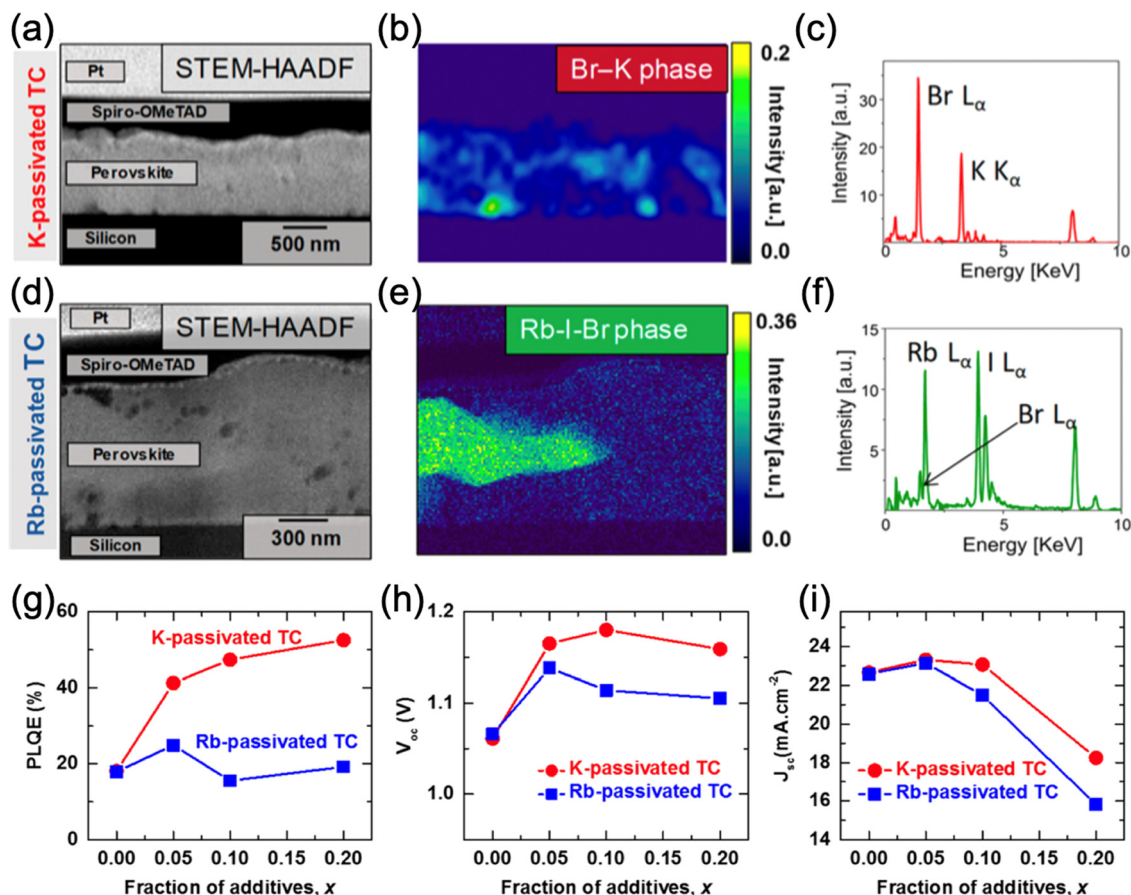 (a)
K-passivated TC
Pt
STEM-HAADF
Spiro-OMeTAD
Perovskite
Silicon
500 nm
(b)
Br–K phase
0.2
Intensity [a.u.]
0.0
(c)
Intensity [a.u.]
30
20
10
Br Lα
K Kα
0
5
10
Energy [KeV]
(d)
Rb-passivated TC
Pt
STEM-HAADF
Spiro-OMeTAD
Perovskite
Silicon
300 nm
(e)
Rb-I-Br phase
0.36
Intensity [a.u.]
0.0
(f)
Intensity [a.u.]
15
10
5
Rb Lα
I Lα
Br Lα
0
5
10
Energy [KeV]
(g)
PLQE (%)
60
40
20
0
K-passivated TC
Rb-passivated TC
0.00 0.05 0.10 0.15 0.20
Fraction of additives, x
(h)
Voc (V)
1.2
1.1
1.0
K-passivated TC
Rb-passivated TC
0.00 0.05 0.10 0.15 0.20
Fraction of additives, x
(i)
Jsc(mA.cm-2)
24
22
20
18
16
14
K-passivated TC
Rb-passivated TC
0.00 0.05 0.10 0.15 0.20
Fraction of additives, x